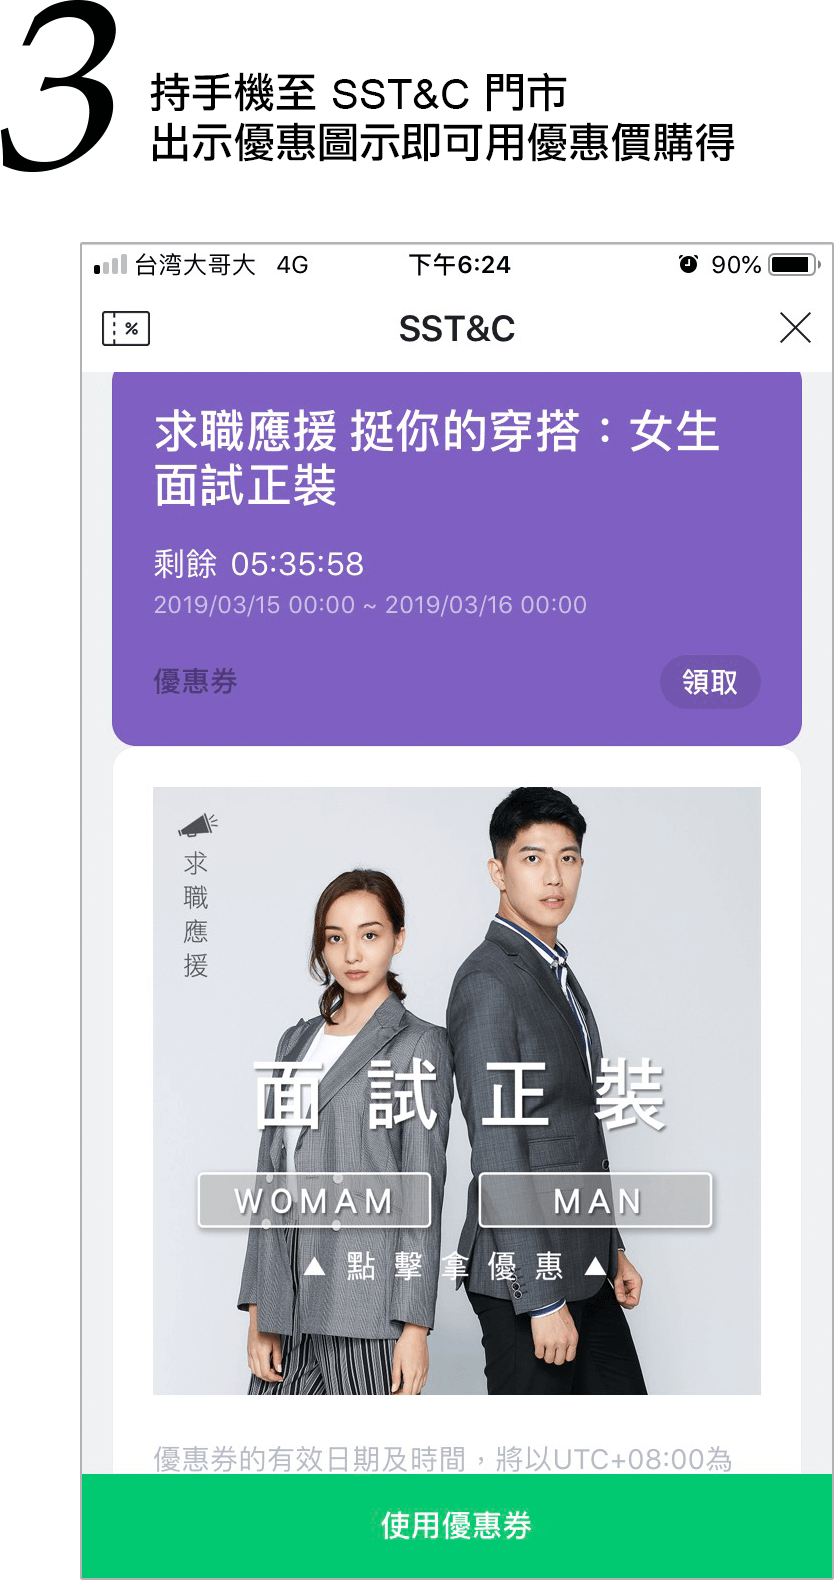 3
持手機至 SST&C 門市
出示優惠圖示即可用優惠價購得
台湾大哥大 4G 下午6:24 90%
%
SST&C
求職應援 挺你的穿搭：女生
面試正裝
剩餘 05:35:58
2019/03/15 00:00 ~ 2019/03/16 00:00
優惠券 領取
求職應援
面試正裝
WOMAM MAN
▲ 點擊拿優惠 ▲
優惠券的有效日期及時間，將以UTC+08:00為
使用優惠券